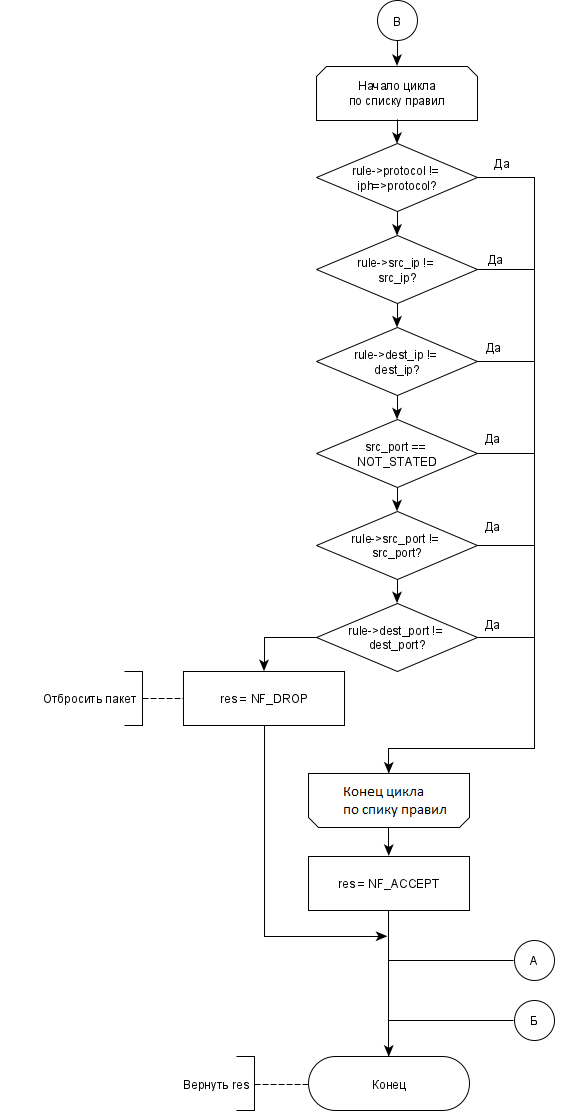 В
Начало цикла
по списку правил
Да
rule->protocol !=
iph=>protocol?
Да
rule->src_ip !=
src_ip?
Да
rule->dest_ip !=
dest_ip?
Да
src_port ==
NOT_STATED
Да
rule->src_port !=
src_port?
Да
rule->dest_port !=
dest_port?
Отбросить пакет
res = NF_DROP
Конец цикла
по спику правил
res = NF_ACCEPT
А
Б
Вернуть res
Конец